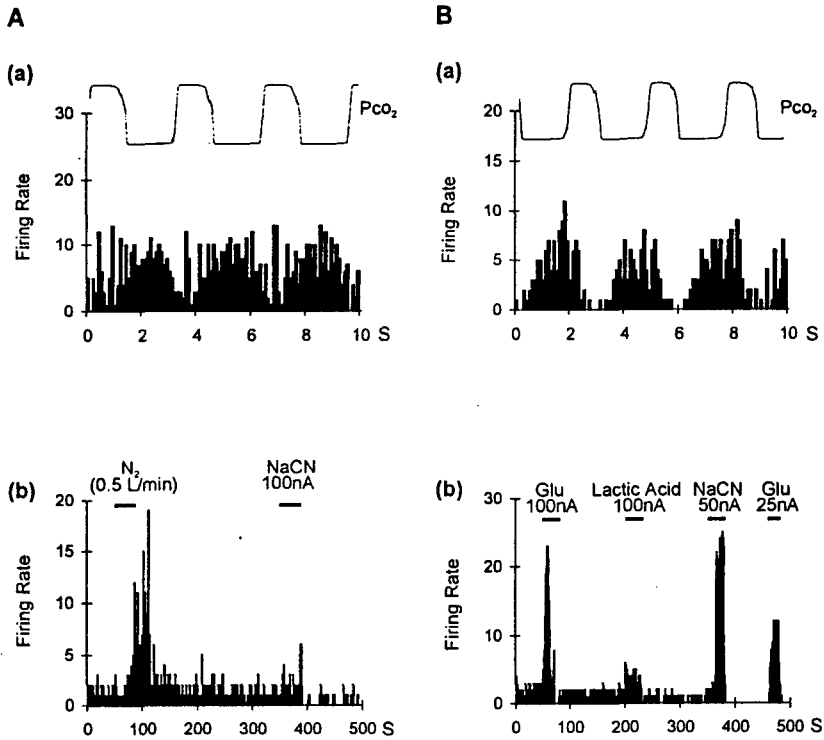 A
B
(a)
Pco2
Firing Rate
30
20
10
0
0 2 4 6 8 10 S
(a)
Pco2
Firing Rate
20
15
10
5
0
0 2 4 6 8 10 S
(b)
N2
(0.5 L/min)
NaCN
100nA
Firing Rate
20
15
10
5
0
0 100 200 300 400 500 S
(b)
Glu
100nA
Lactic Acid
100nA
NaCN
50nA
Glu
25nA
Firing Rate
30
20
10
0
0 100 200 300 400 500 S